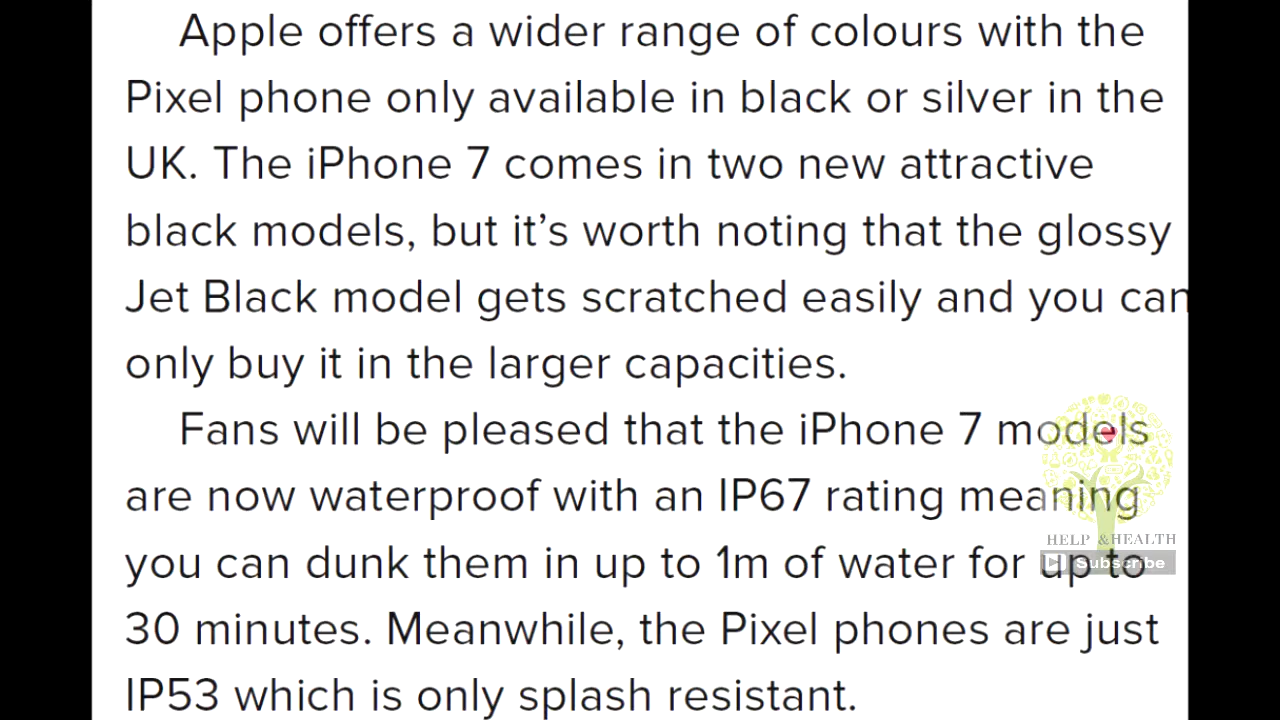 Apple offers a wider range of colours with the
Pixel phone only available in black or silver in the
UK. The iPhone 7 comes in two new attractive
black models, but it’s worth noting that the glossy
Jet Black model gets scratched easily and you can
only buy it in the larger capacities.
Fans will be pleased that the iPhone 7 models
are now waterproof with an IP67 rating meaning
you can dunk them in up to 1m of water for up to
30 minutes. Meanwhile, the Pixel phones are just
IP53 which is only splash resistant.
HELP &HEALTH
Subscribe